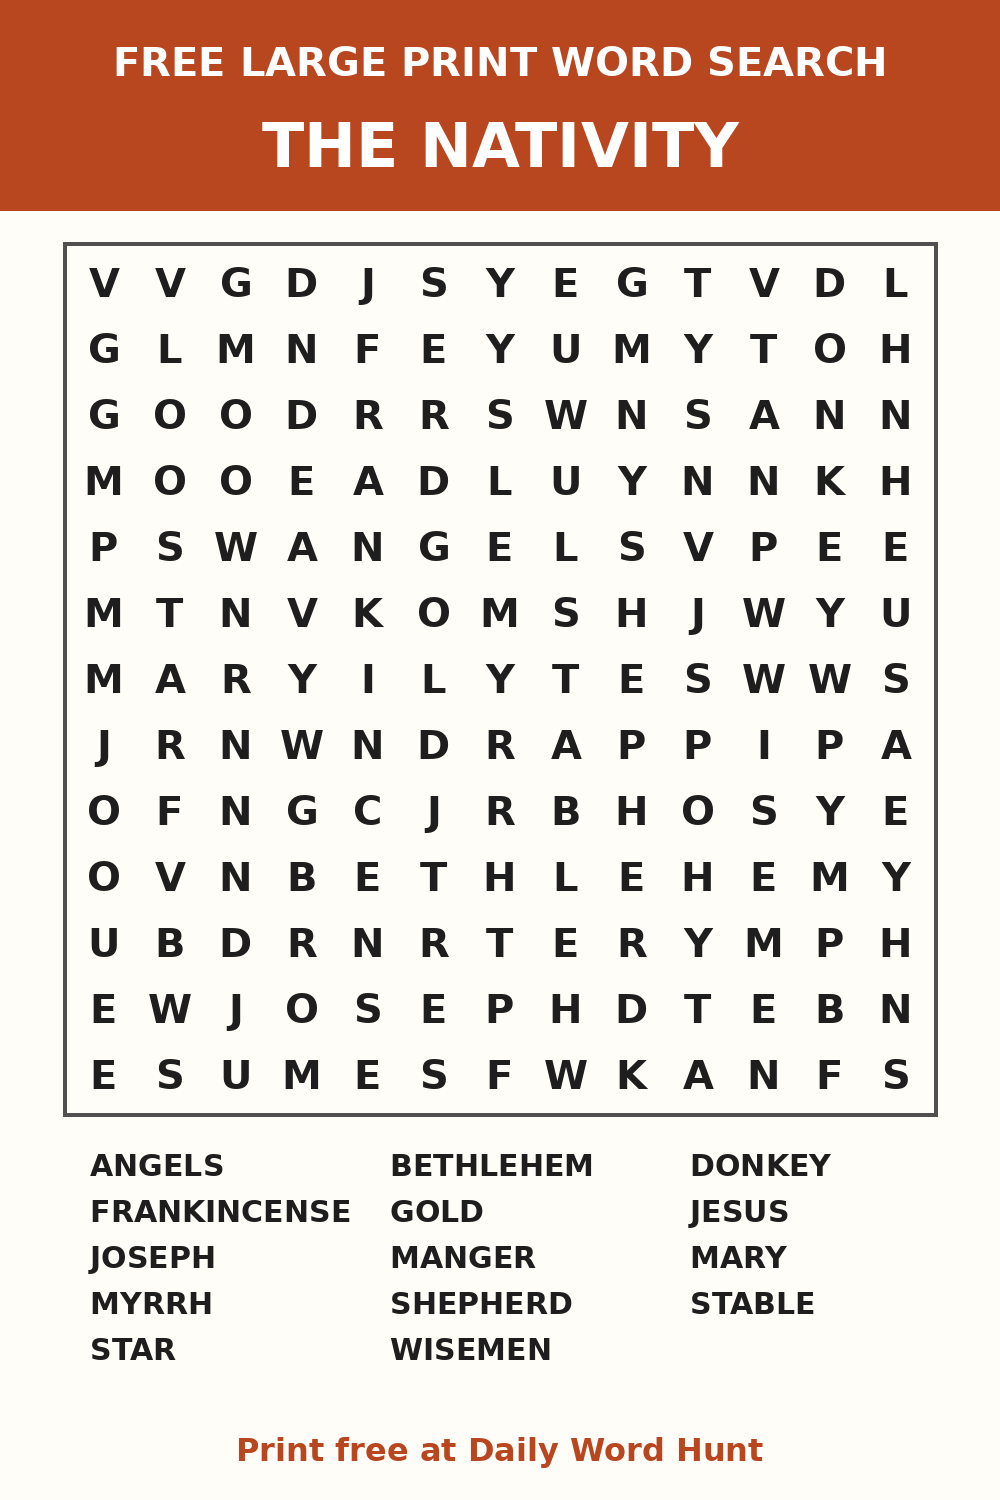 FREE LARGE PRINT WORD SEARCH
THE NATIVITY
V V G D J S Y E G T V D L
G L M N F E Y U M Y T O H
G O O D R R S W N S A N N
M O O E A D L U Y N N K H
P S W A N G E L S V P E E
M T N V K O M S H J W Y U
M A R Y I L Y T E S W W S
J R N W N D R A P P I P A
O F N G C J R B H O S Y E
O V N B E T H L E H E M Y
U B D R N R T E R Y M P H
E W J O S E P H D T E B N
E S U M E S F W K A N F S
ANGELS BETHLEHEM DONKEY
FRANKINCENSE GOLD JESUS
JOSEPH MANGER MARY
MYRRH SHEPHERD STABLE
STAR WISEMEN
Print free at Daily Word Hunt